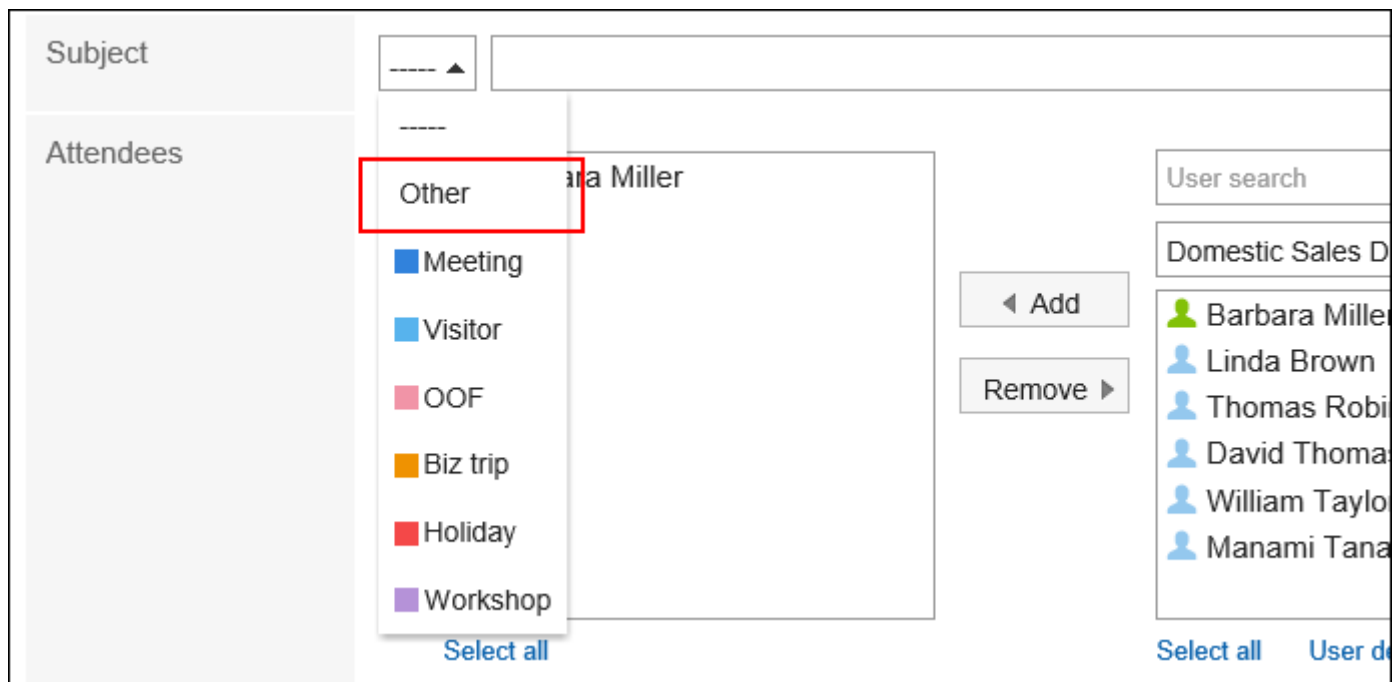 Subject
-----
-----
Attendees
Other
ara Miller
Meeting
Visitor
OOF
Biz trip
Holiday
Workshop
Select all
Add
Remove
User search
Domestic Sales D
Barbara Miller
Linda Brown
Thomas Robi
David Thomas
William Taylo
Manami Tana
Select all
User de